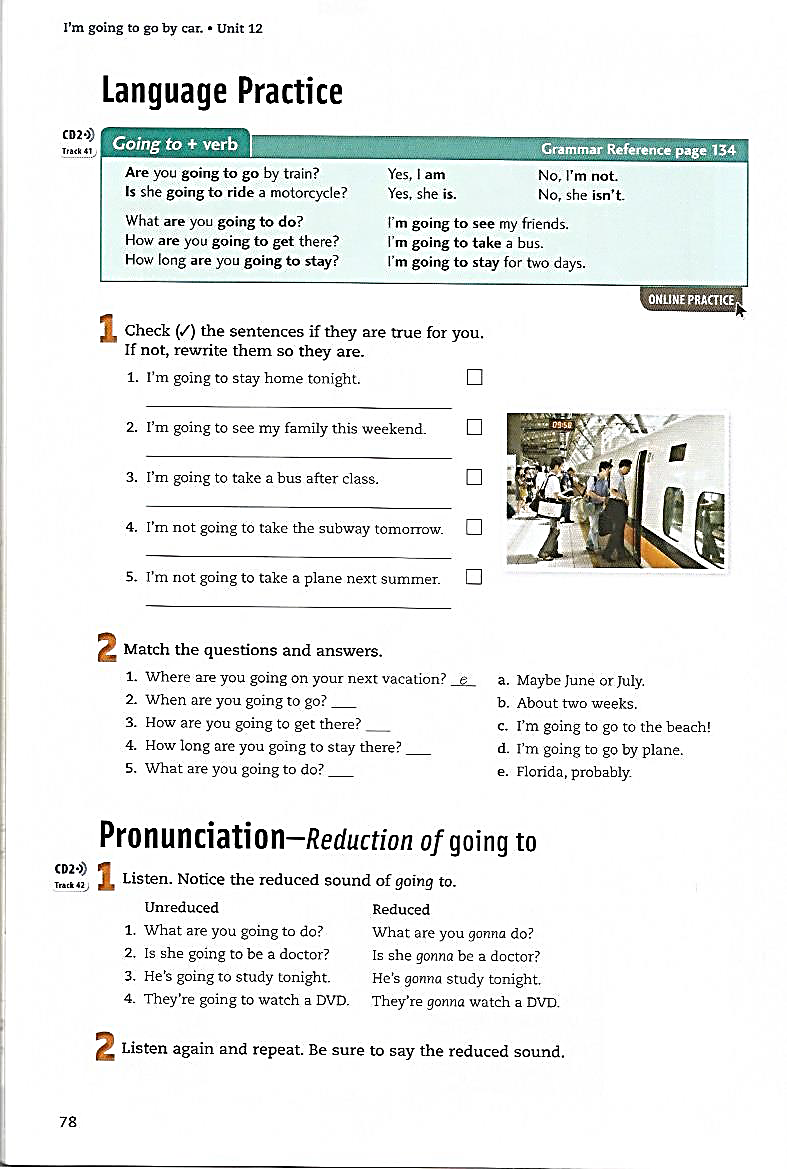 I'm going to go by car. • Unit 12
Language Practice
CD2
Track 41
Going to + verb
Grammar Reference page 134
Are you going to go by train? Yes, I am No, I'm not.
Is she going to ride a motorcycle? Yes, she is. No, she isn't.
What are you going to do? I'm going to see my friends.
How are you going to get there? I'm going to take a bus.
How long are you going to stay? I'm going to stay for two days.
ONLINE PRACTICE
1 Check (✓) the sentences if they are true for you.
If not, rewrite them so they are.
1. I'm going to stay home tonight.
2. I'm going to see my family this weekend.
3. I'm going to take a bus after class.
4. I'm not going to take the subway tomorrow.
5. I'm not going to take a plane next summer.
09:58
2 Match the questions and answers.
1. Where are you going on your next vacation? e a. Maybe June or July.
2. When are you going to go? ___ b. About two weeks.
3. How are you going to get there? ___ c. I'm going to go to the beach!
4. How long are you going to stay there? ___ d. I'm going to go by plane.
5. What are you going to do? ___ e. Florida, probably.
Pronunciation—Reduction of going to
CD2
Track 42
1 Listen. Notice the reduced sound of going to.
Unreduced Reduced
1. What are you going to do? What are you gonna do?
2. Is she going to be a doctor? Is she gonna be a doctor?
3. He's going to study tonight. He's gonna study tonight.
4. They're going to watch a DVD. They're gonna watch a DVD.
2 Listen again and repeat. Be sure to say the reduced sound.
78